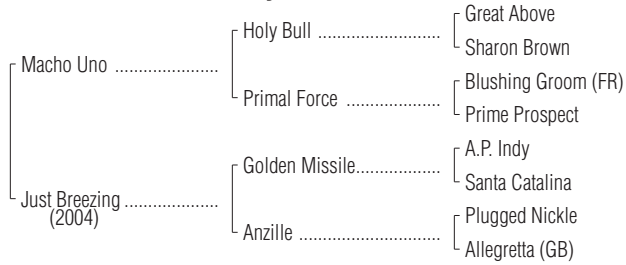 Great Above
Holy Bull ........................
Sharon Brown
Macho Uno .....................
Blushing Groom (FR)
Primal Force ...................
Prime Prospect
A.P. Indy
Golden Missile..................
Santa Catalina
Just Breezing ...................
(2004)
Plugged Nickle
Anzille ............................
Allegretta (GB)